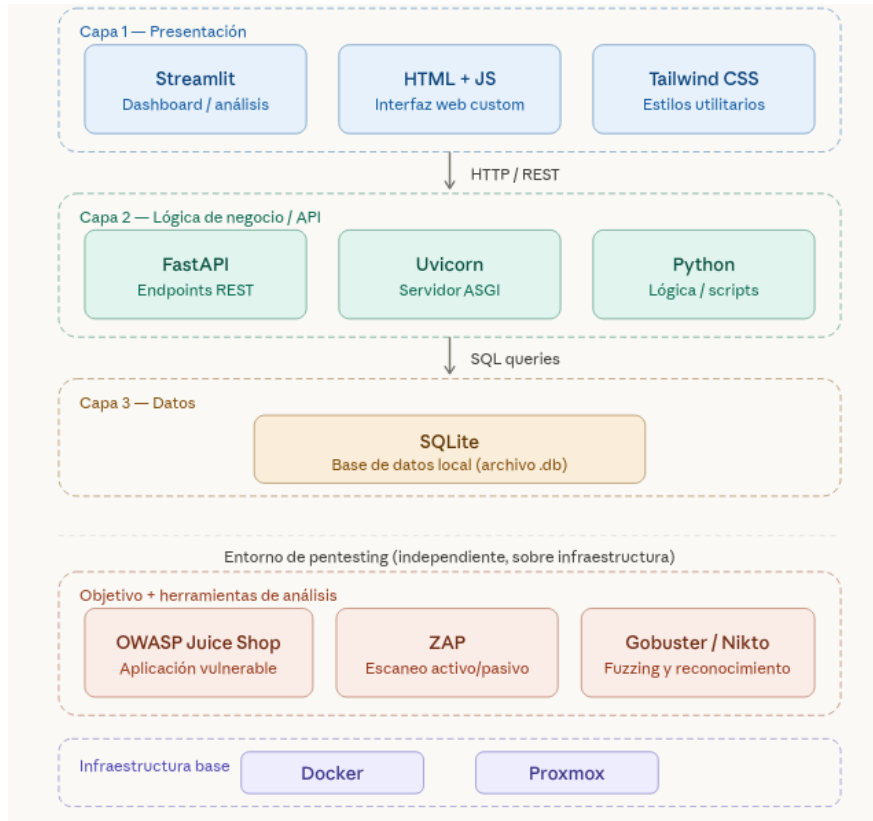 Capa 1 — Presentación
Streamlit
Dashboard / análisis
HTML + JS
Interfaz web custom
Tailwind CSS
Estilos utilitarios
HTTP / REST
Capa 2 — Lógica de negocio / API
FastAPI
Endpoints REST
Uvicorn
Servidor ASGI
Python
Lógica / scripts
SQL queries
Capa 3 — Datos
SQLite
Base de datos local (archivo .db)
Entorno de pentesting (independiente, sobre infraestructura)
Objetivo + herramientas de análisis
OWASP Juice Shop
Aplicación vulnerable
ZAP
Escaneo activo/pasivo
Gobuster / Nikto
Fuzzing y reconocimiento
Infraestructura base
Docker
Proxmox